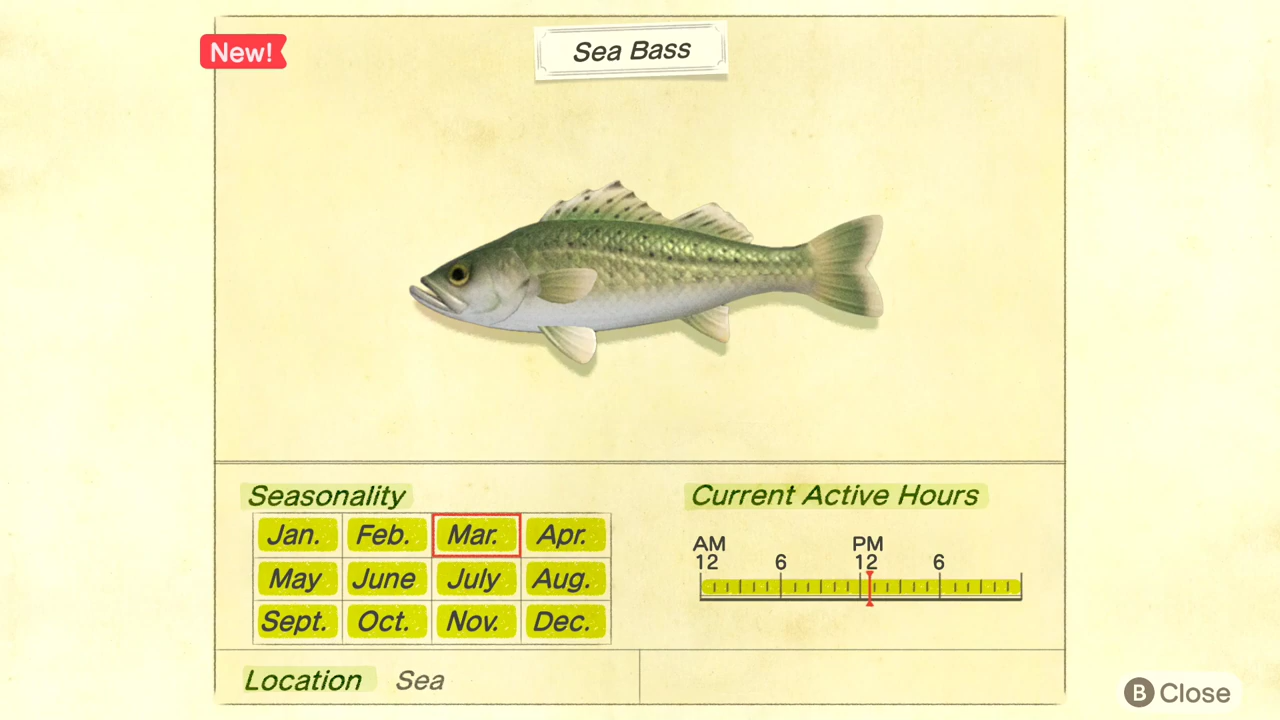 New!
Sea Bass
Seasonality
Jan. Feb. Mar. Apr.
May June July Aug.
Sept. Oct. Nov. Dec.
Current Active Hours
AM PM
12 6 12 6
Location Sea
B Close